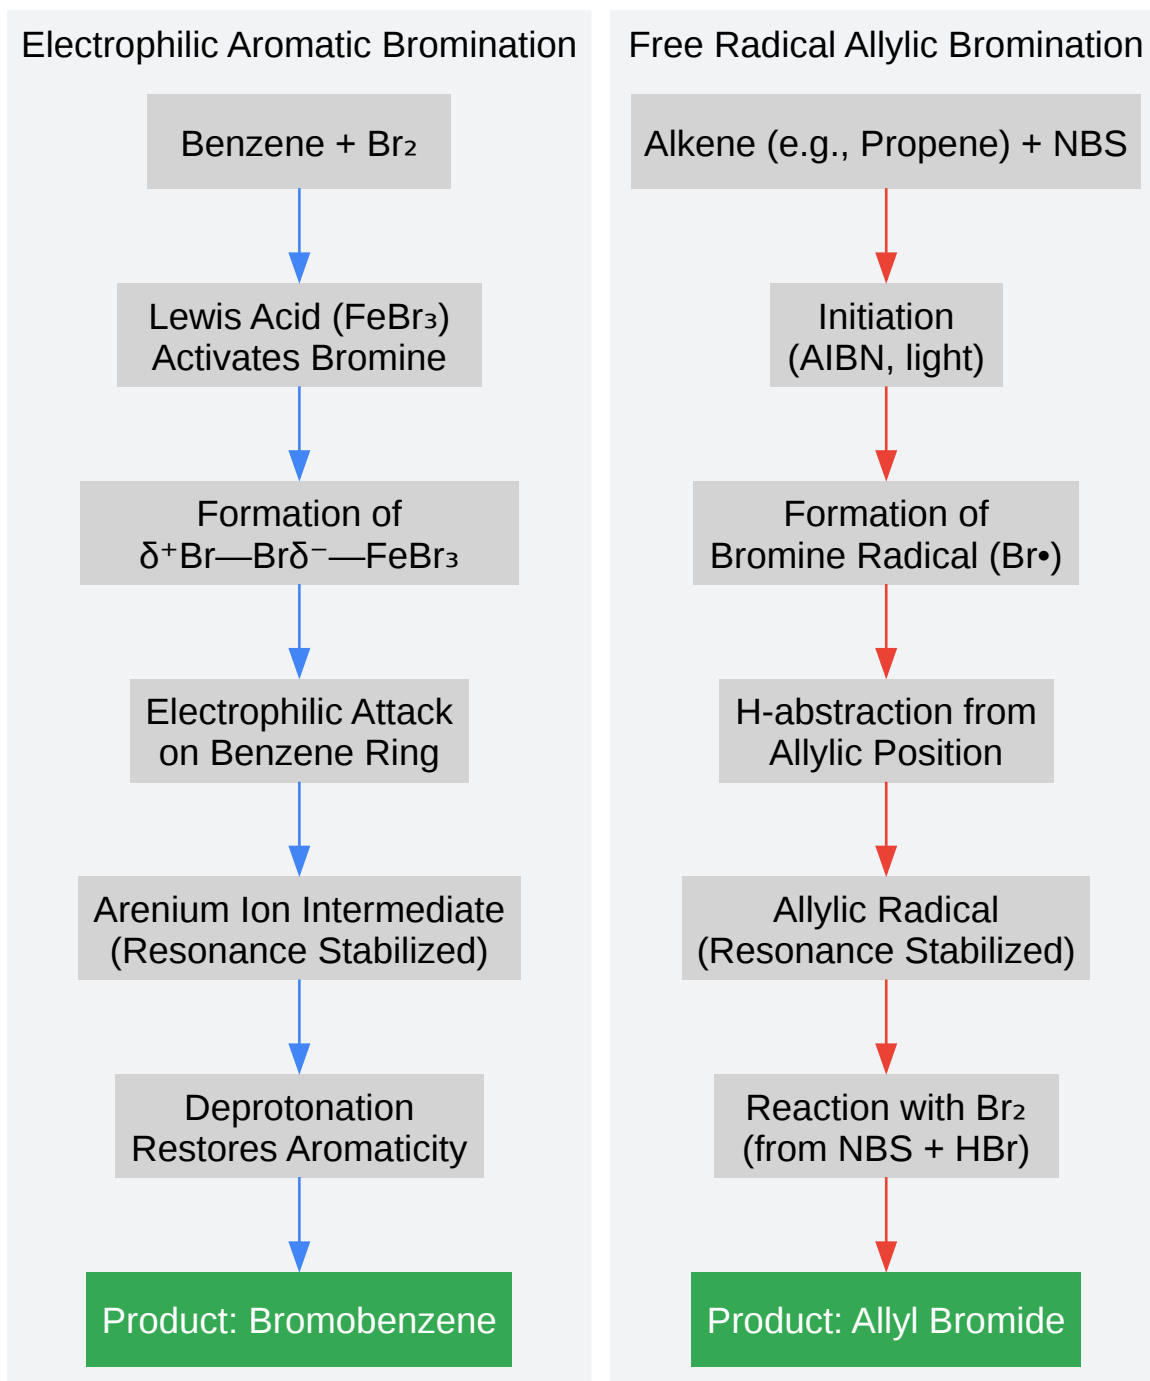 Electrophilic Aromatic Bromination
Benzene + Br₂
Lewis Acid (FeBr₃)
Activates Bromine
Formation of
δ⁺Br—Brδ⁻—FeBr₃
Electrophilic Attack
on Benzene Ring
Arenium Ion Intermediate
(Resonance Stabilized)
Deprotonation
Restores Aromaticity
Product: Bromobenzene
Free Radical Allylic Bromination
Alkene (e.g., Propene) + NBS
Initiation
(AIBN, light)
Formation of
Bromine Radical (Br•)
H-abstraction from
Allylic Position
Allylic Radical
(Resonance Stabilized)
Reaction with Br₂
(from NBS + HBr)
Product: Allyl Bromide